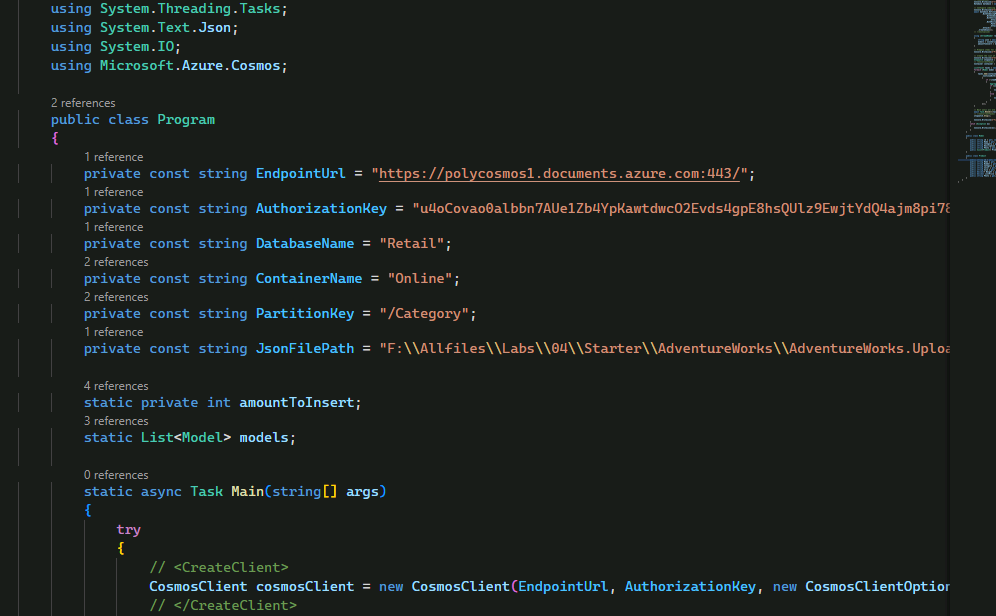 using System.Threading.Tasks;
using System.Text.Json;
using System.IO;
using Microsoft.Azure.Cosmos;
2 references
public class Program
{
1 reference
private const string EndpointUrl = "https://polycosmos1.documents.azure.com:443/";
1 reference
private const string AuthorizationKey = "u4oCovao0albbn7AUe1Zb4YpKawtdwcO2Evds4gpE8hsQUlz9EwjtYdQ4ajm8pi78
1 reference
private const string DatabaseName = "Retail";
2 references
private const string ContainerName = "Online";
2 references
private const string PartitionKey = "/Category";
1 reference
private const string JsonFilePath = "F:\\Allfiles\\Labs\\04\\Starter\\AdventureWorks\\AdventureWorks.Uploa
4 references
static private int amountToInsert;
3 references
static List<Model> models;
0 references
static async Task Main(string[] args)
{
try
{
// <CreateClient>
CosmosClient cosmosClient = new CosmosClient(EndpointUrl, AuthorizationKey, new CosmosClientOption
// </CreateClient>